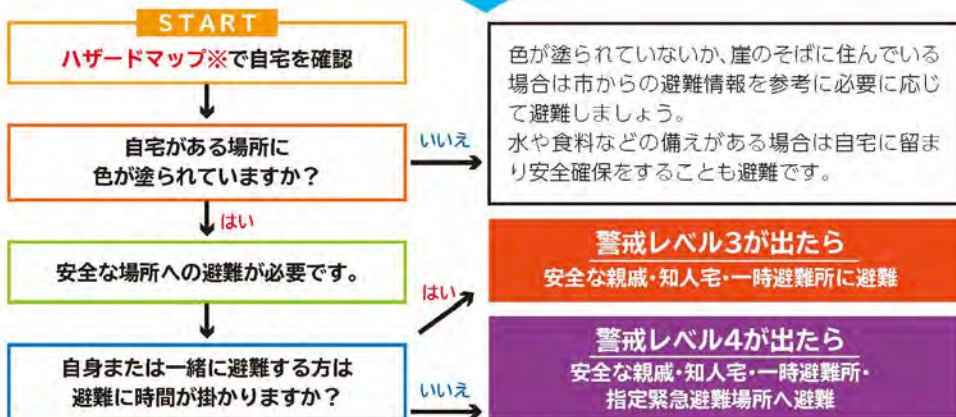 START
ハザードマップ※で自宅を確認
自宅がある場所に
色が塗られていますか？
いいえ
色が塗られていないか、崖のそばに住んでいる
場合は市からの避難情報を参考に必要に応じ
て避難しましょう。
水や食料などの備えがある場合は自宅に留ま
り安全確保をすることも避難です。
はい
安全な場所への避難が必要です。
自身または一緒に避難する方は
避難に時間が掛かりますか？
はい
警戒レベル3が出たら
安全な親戚・知人宅・一時避難所に避難
いいえ
警戒レベル4が出たら
安全な親戚・知人宅・一時避難所・
指定緊急避難場所へ避難